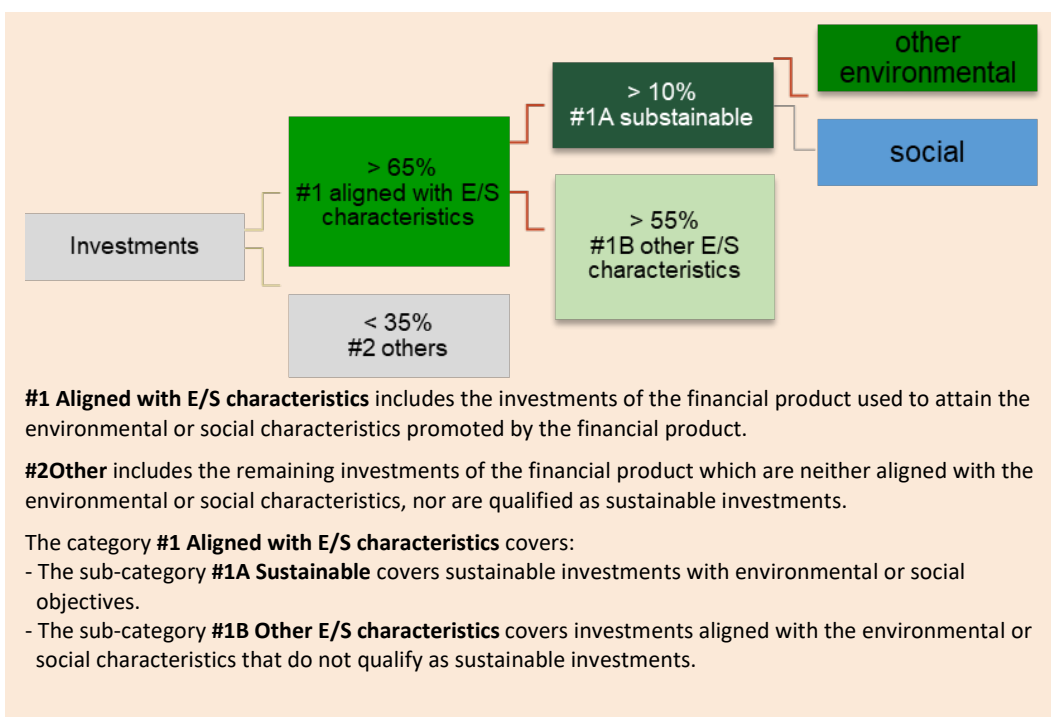 other
environmental
> 10%
#1A substainable
social
> 65%
#1 aligned with E/S
characteristics
> 55%
#1B other E/S
characteristics
Investments
< 35%
#2 others
#1 Aligned with E/S characteristics includes the investments of the financial product used to attain the
environmental or social characteristics promoted by the financial product.
#2Other includes the remaining investments of the financial product which are neither aligned with the
environmental or social characteristics, nor are qualified as sustainable investments.
The category #1 Aligned with E/S characteristics covers:
- The sub-category #1A Sustainable covers sustainable investments with environmental or social
objectives.
- The sub-category #1B Other E/S characteristics covers investments aligned with the environmental or
social characteristics that do not qualify as sustainable investments.